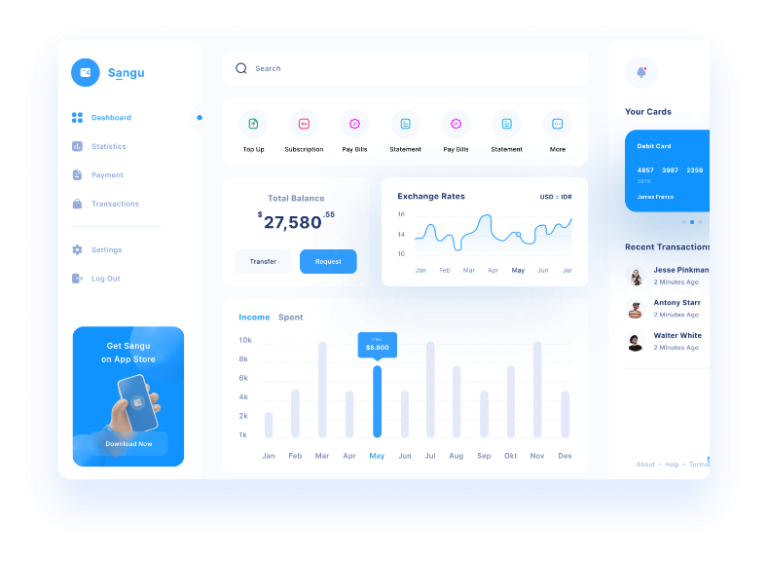 Sangu
Dashboard
Statistics
Payment
Transactions
Settings
Log Out
Get Sangu
on App Store
Download Now
Search
Top Up
Subscription
Pay Bills
Statement
Pay Bills
Statement
More
Total Balance
$27,580.55
Transfer
Request
Exchange Rates
USD = IDR
16
14
10
Jan Feb Mar Apr May Jun Jul
Income Spent
10k
8k
6k
4k
2k
1k
$6.800
Jan Feb Mar Apr May Jun Jul Aug Sep Okt Nov Des
Your Cards
Debit Card
4857 3987 2356
James Franco
Recent Transactions
Jesse Pinkman
2 Minutes Ago
Antony Starr
2 Minutes Ago
Walter White
2 Minutes Ago
About • Help •